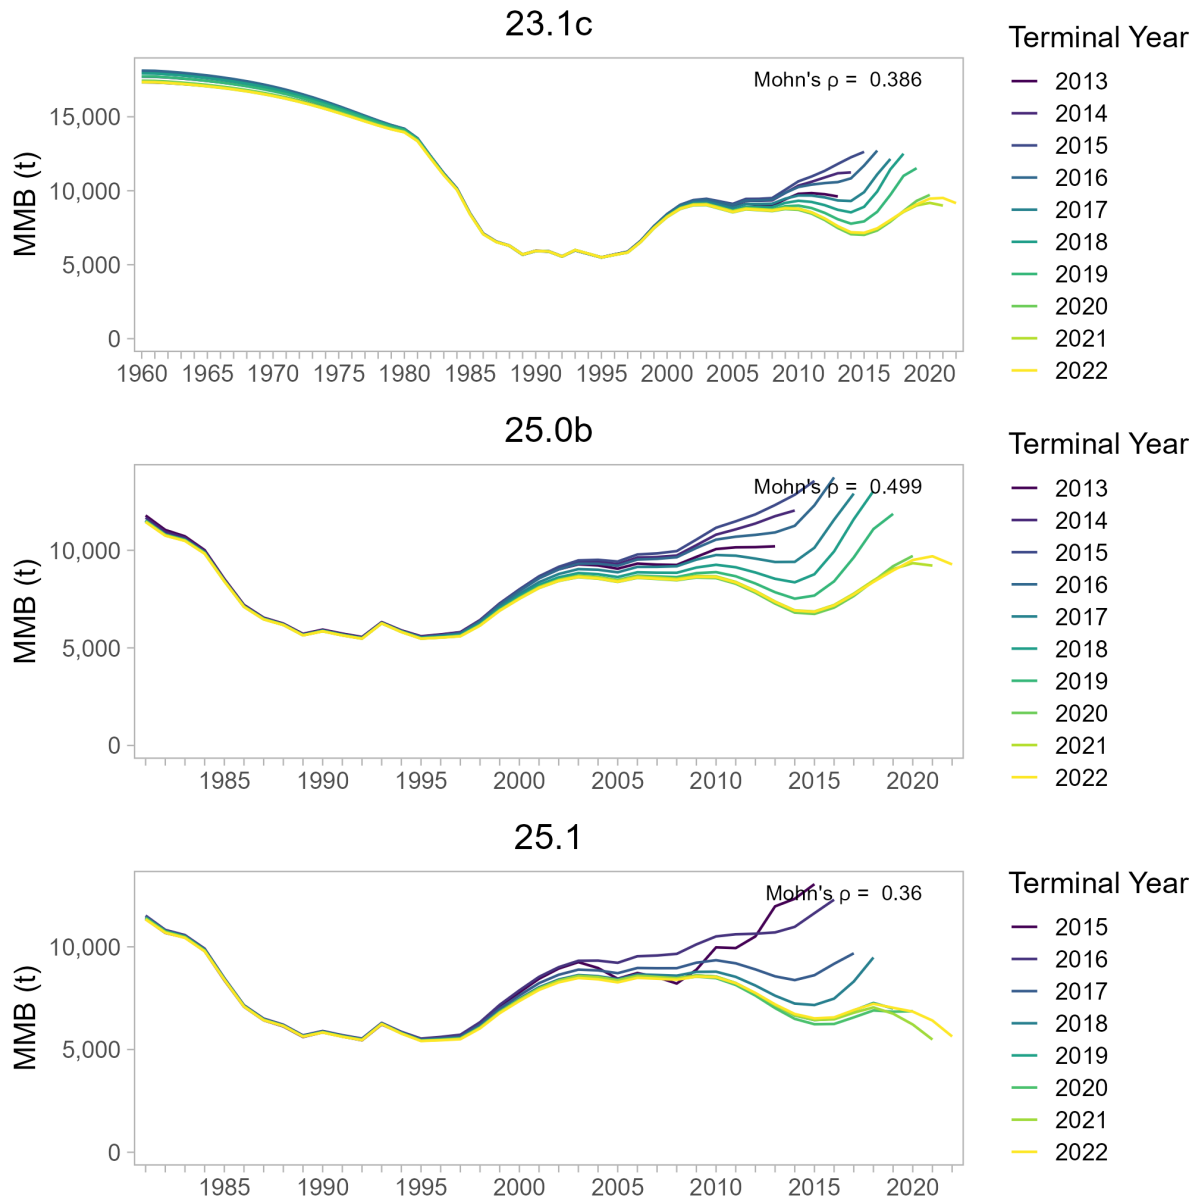 23.1c
Terminal Year
Mohn's ρ = 0.386
MMB (t)
15,000
10,000
5,000
0
1960 1965 1970 1975 1980 1985 1990 1995 2000 2005 2010 2015 2020
2013
2014
2015
2016
2017
2018
2019
2020
2021
2022
25.0b
Terminal Year
Mohn's ρ = 0.499
MMB (t)
10,000
5,000
0
1985 1990 1995 2000 2005 2010 2015 2020
2013
2014
2015
2016
2017
2018
2019
2020
2021
2022
25.1
Terminal Year
Mohn's ρ = 0.36
MMB (t)
10,000
5,000
0
1985 1990 1995 2000 2005 2010 2015 2020
2015
2016
2017
2018
2019
2020
2021
2022